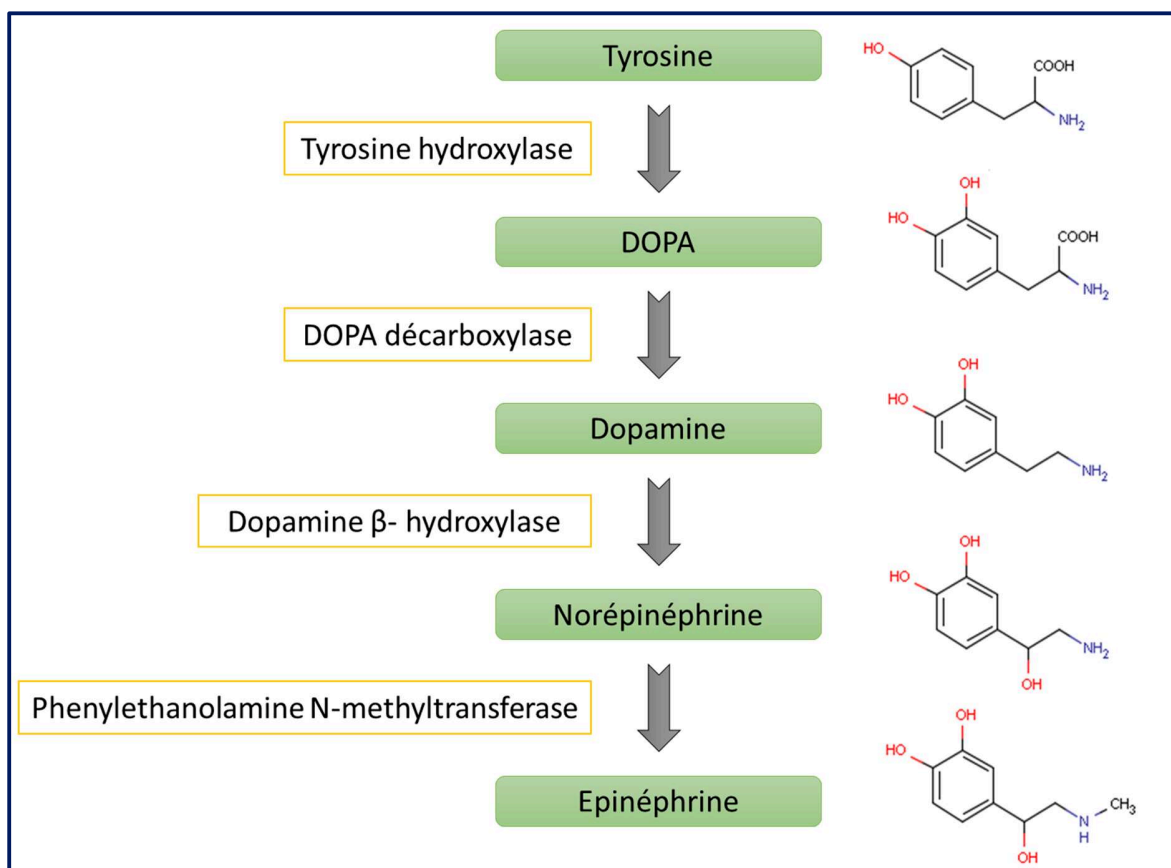 Tyrosine
HO
COOH
NH2
Tyrosine hydroxylase
OH
HO
COOH
NH2
DOPA
DOPA décarboxylase
OH
HO
NH2
Dopamine
Dopamine β- hydroxylase
OH
HO
NH2
OH
Norépinéphrine
Phenylethanolamine N-methyltransferase
OH
HO
CH3
N
H
OH
Epinéphrine